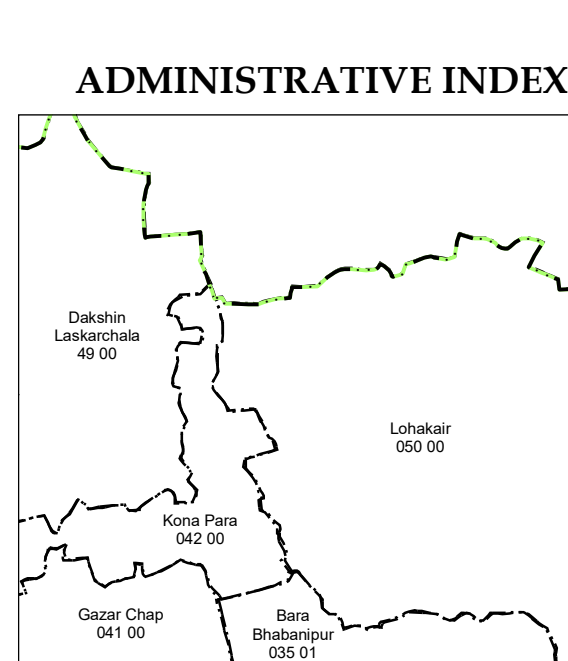 ADMINISTRATIVE INDEX
Dakshin
Laskarchala
49 00
Lohakair
050 00
Kona Para
042 00
Gazar Chap
041 00
Bara
Bhabanipur
035 01